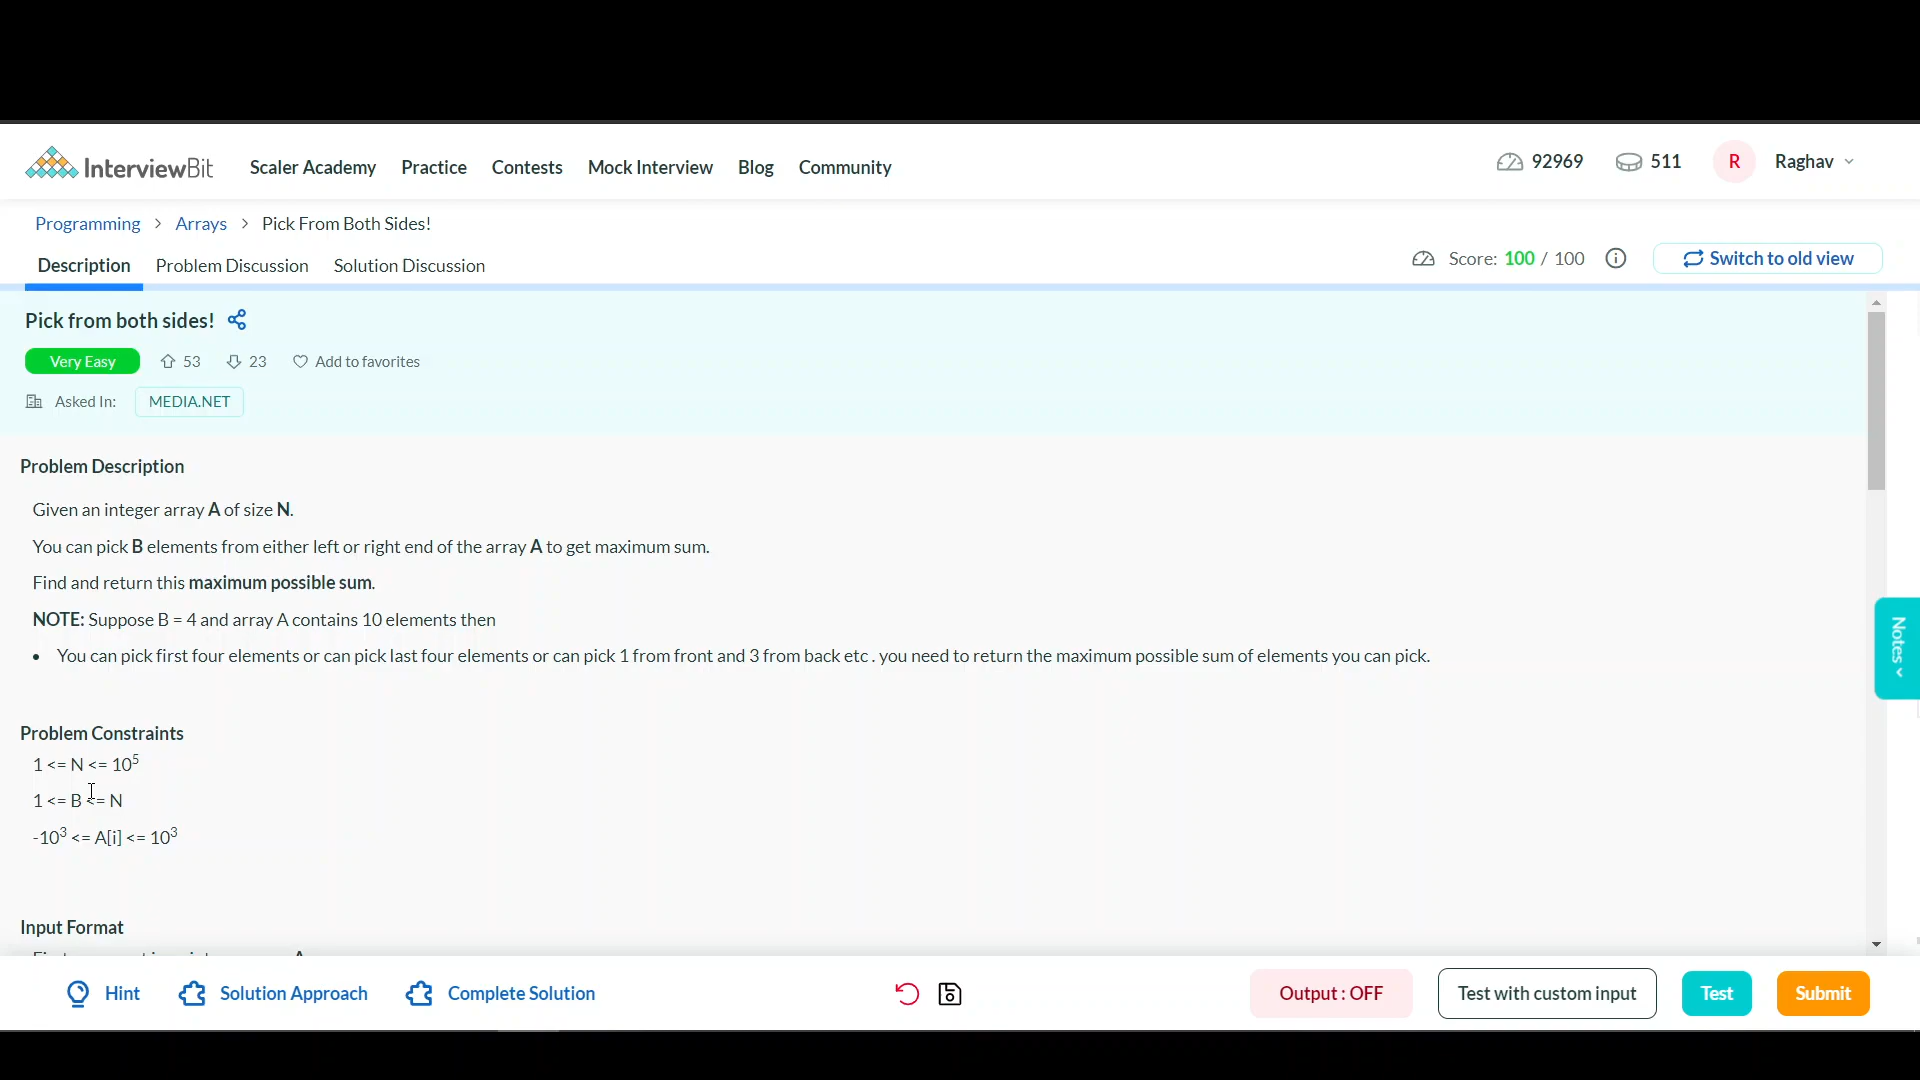 InterviewBit Scaler Academy Practice Contests Mock Interview Blog Community 92969 511 R Raghav
Programming > Arrays > Pick From Both Sides!
Description Problem Discussion Solution Discussion Score: 100 / 100 Switch to old view
Pick from both sides!
Very Easy 53 23 Add to favorites
Asked In: MEDIA.NET
Problem Description
Given an integer array A of size N.
You can pick B elements from either left or right end of the array A to get maximum sum.
Find and return this maximum possible sum.
NOTE: Suppose B = 4 and array A contains 10 elements then
• You can pick first four elements or can pick last four elements or can pick 1 from front and 3 from back etc . you need to return the maximum possible sum of elements you can pick.
Notes
Problem Constraints
1 <= N <= 10⁵
1 <= B <= N
-10³ <= A[i] <= 10³
Input Format
Hint Solution Approach Complete Solution Output : OFF Test with custom input Test Submit